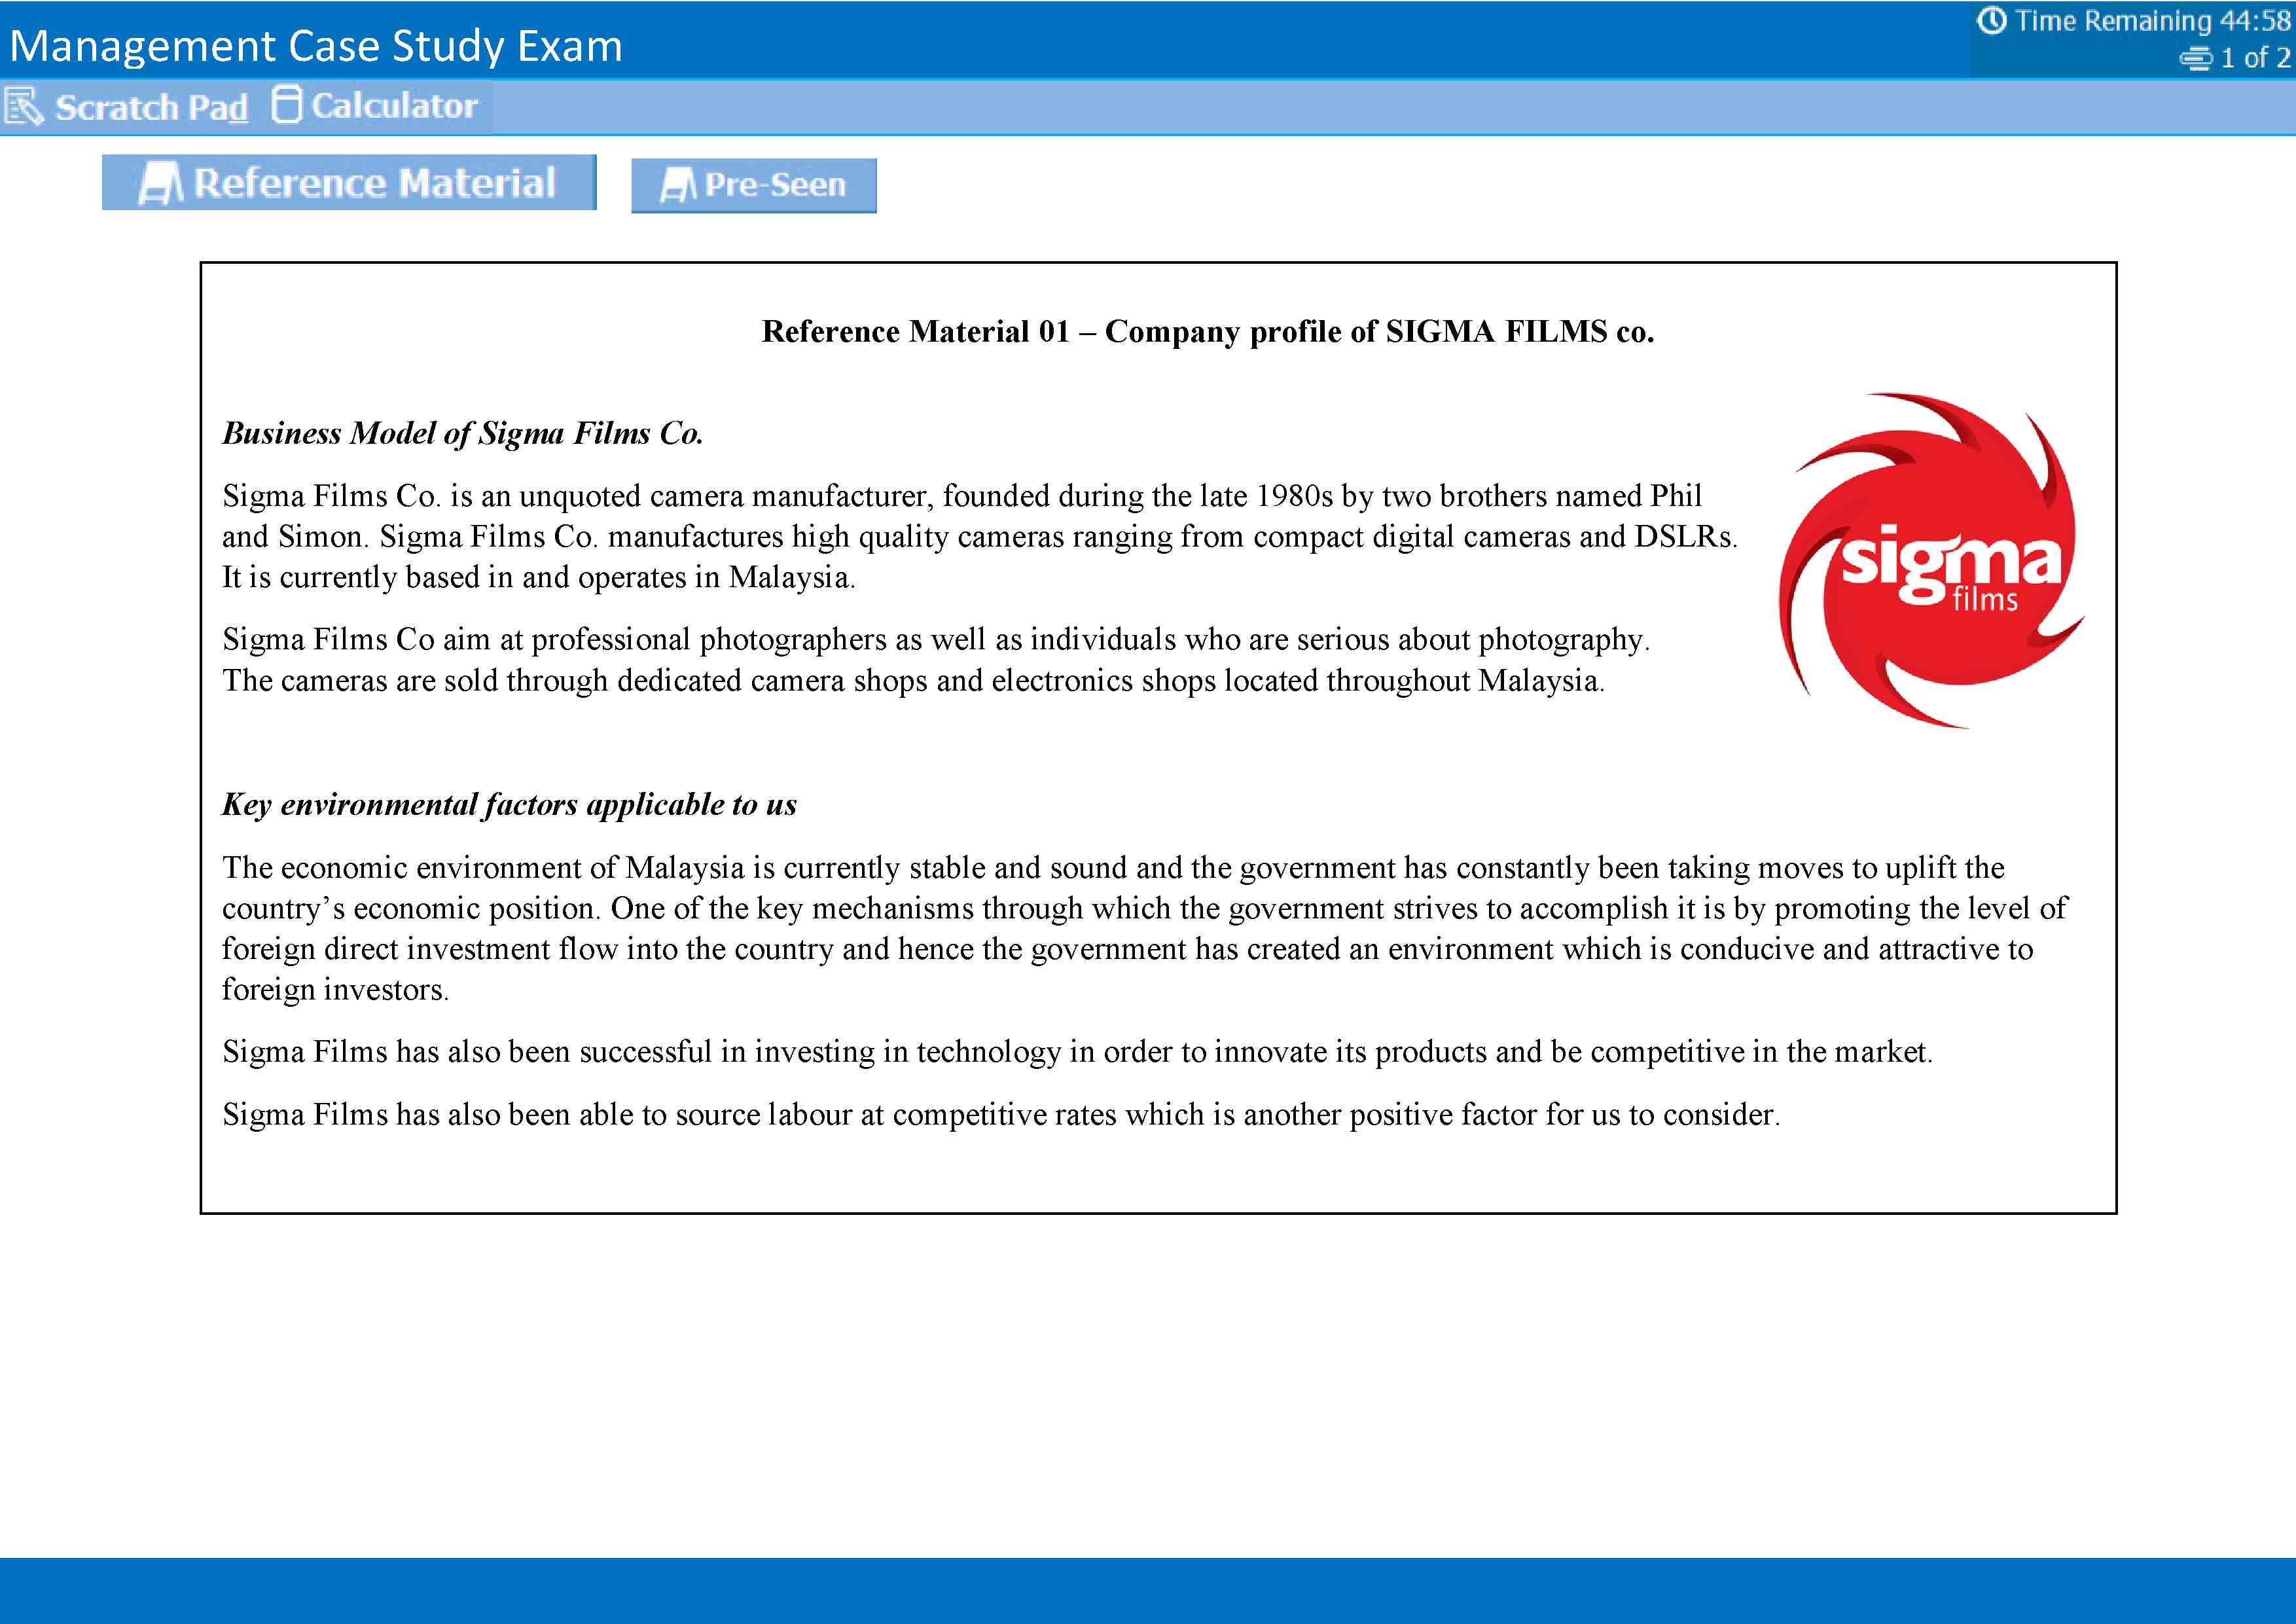 Management Case Study Exam
Time Remaining 44:58
1 of 2
Scratch Pad Calculator
Reference Material Pre-Seen
Reference Material 01 – Company profile of SIGMA FILMS co.
Business Model of Sigma Films Co.
Sigma Films Co. is an unquoted camera manufacturer, founded during the late 1980s by two brothers named Phil
and Simon. Sigma Films Co. manufactures high quality cameras ranging from compact digital cameras and DSLRs.
It is currently based in and operates in Malaysia.
sigma
films
Sigma Films Co aim at professional photographers as well as individuals who are serious about photography.
The cameras are sold through dedicated camera shops and electronics shops located throughout Malaysia.
Key environmental factors applicable to us
The economic environment of Malaysia is currently stable and sound and the government has constantly been taking moves to uplift the
country’s economic position. One of the key mechanisms through which the government strives to accomplish it is by promoting the level of
foreign direct investment flow into the country and hence the government has created an environment which is conducive and attractive to
foreign investors.
Sigma Films has also been successful in investing in technology in order to innovate its products and be competitive in the market.
Sigma Films has also been able to source labour at competitive rates which is another positive factor for us to consider.